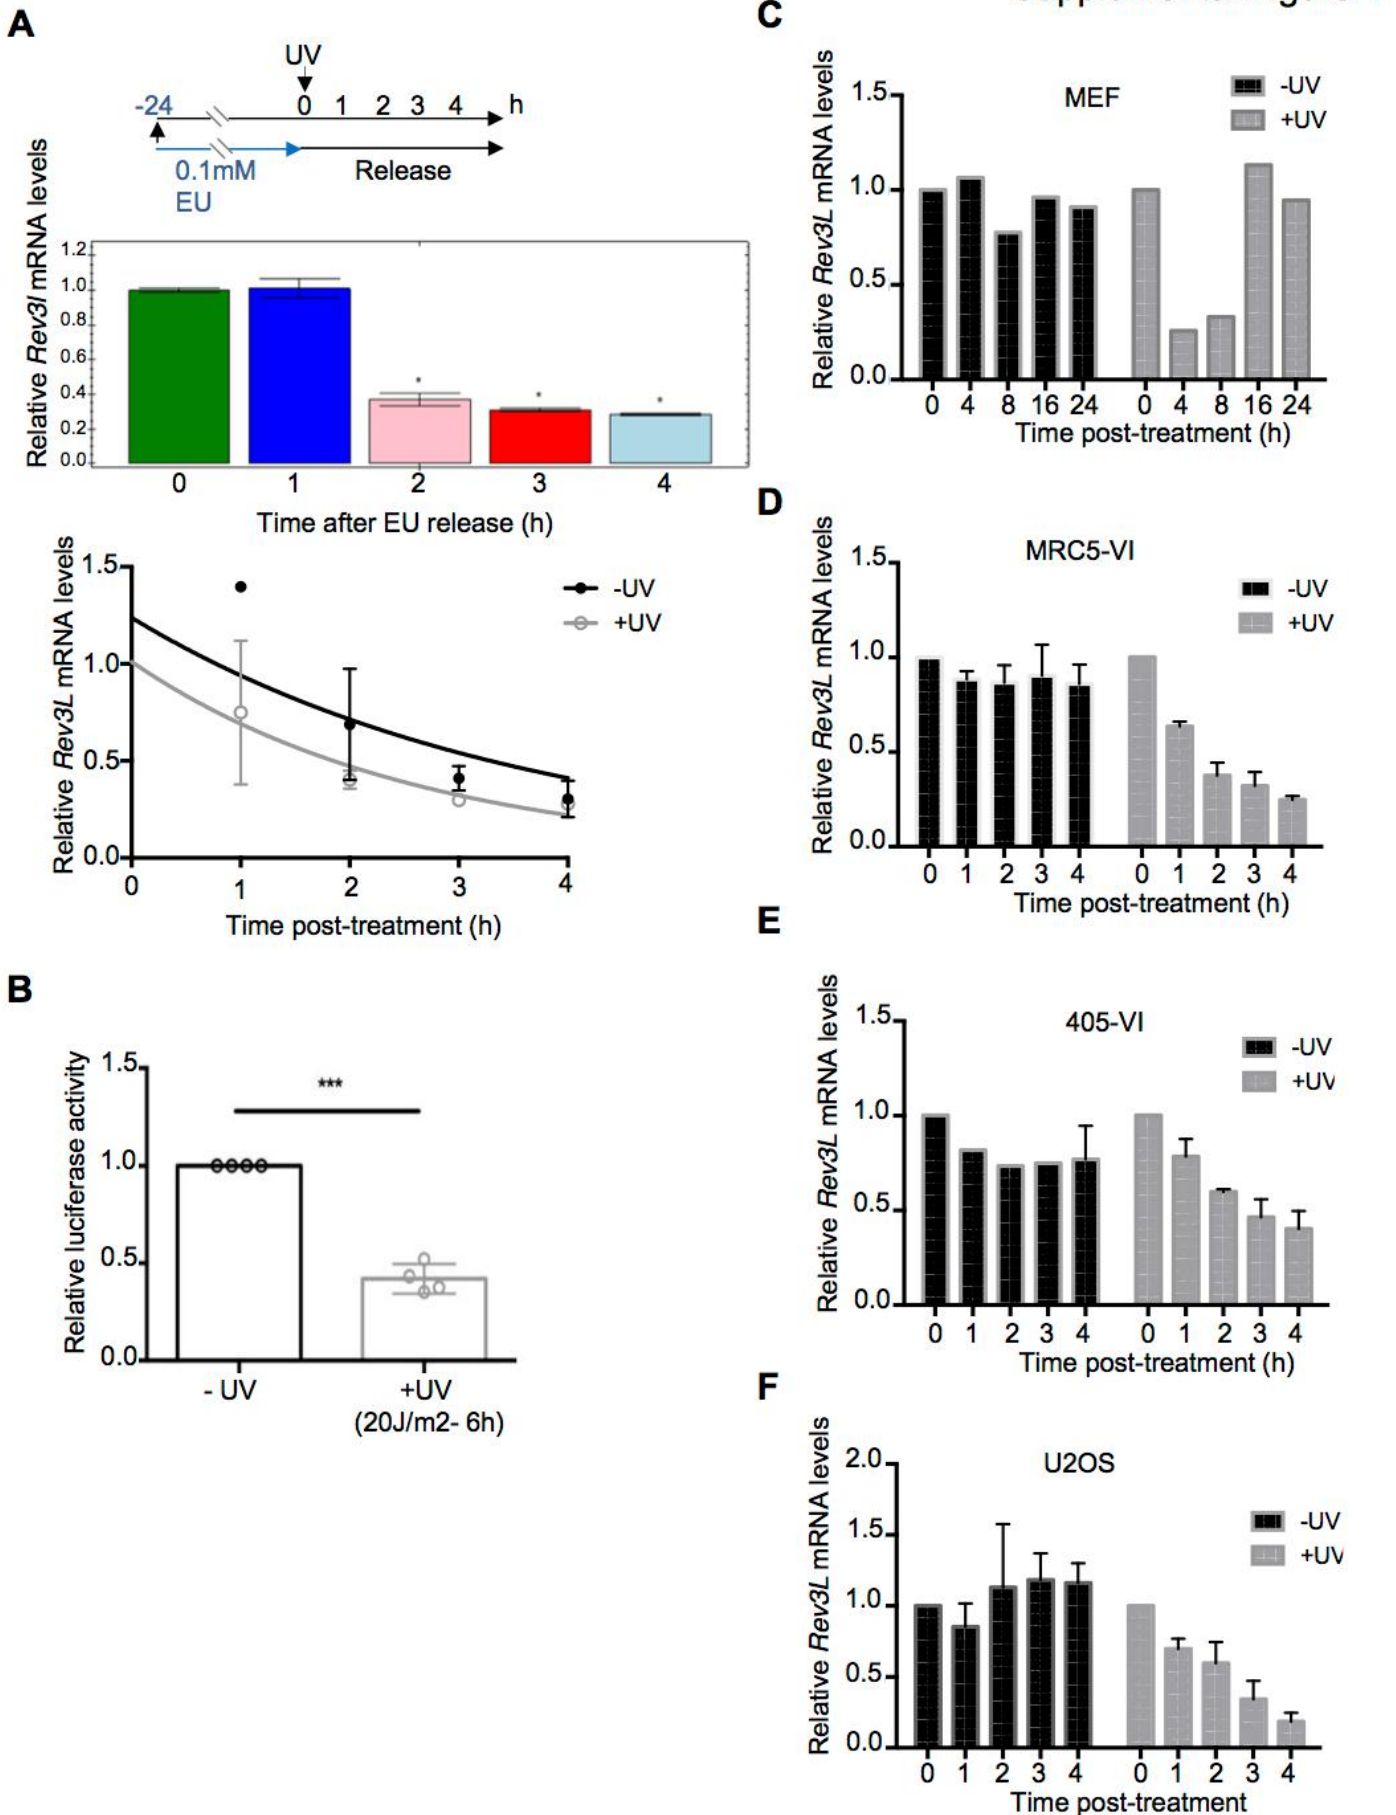 A
UV
-24 0 1 2 3 4 h
0.1mM
EU
Release
Relative Rev3l mRNA levels
1.2
1.0
0.8
0.6
0.4
0.2
0.0
* * *
0 1 2 3 4
Time after EU release (h)
Relative Rev3L mRNA levels
1.5
1.0
0.5
0.0
-UV
+UV
0 1 2 3 4
Time post-treatment (h)
B
Relative luciferase activity
1.5
1.0
0.5
0.0
***
- UV +UV
(20J/m2- 6h)
C
MEF
-UV
+UV
Relative Rev3L mRNA levels
1.5
1.0
0.5
0.0
0 4 8 16 24 0 4 8 16 24
Time post-treatment (h)
D
MRC5-VI
-UV
+UV
Relative Rev3L mRNA levels
1.5
1.0
0.5
0.0
0 1 2 3 4 0 1 2 3 4
Time post-treatment (h)
E
405-VI
-UV
+UV
Relative Rev3L mRNA levels
1.5
1.0
0.5
0.0
0 1 2 3 4 0 1 2 3 4
Time post-treatment (h)
F
U2OS
-UV
+UV
Relative Rev3L mRNA levels
2.0
1.5
1.0
0.5
0.0
0 1 2 3 4 0 1 2 3 4
Time post-treatment